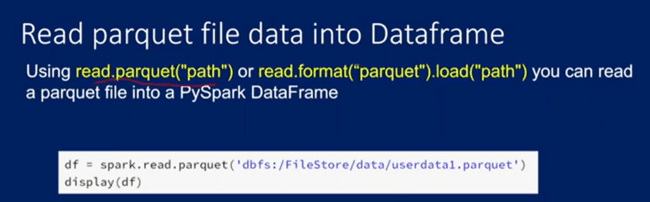 Read parquet file data into Dataframe
Using read.parquet("path") or read.format(“parquet").load("path") you can read
a parquet file into a PySpark DataFrame
df = spark.read.parquet('dbfs:/FileStore/data/userdata1.parquet')
display(df)